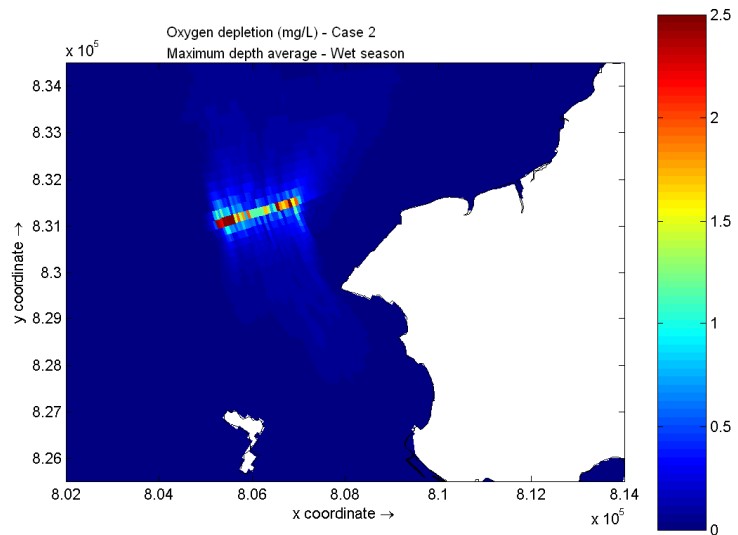 Oxygen depletion (mg/L) - Case 2
x 10^5 Maximum depth average - Wet season
2.5
2
1.5
1
0.5
0
8.34
8.33
8.32
8.31
8.3
8.29
8.28
8.27
8.26
y coordinate →
8.02 8.04 8.06 8.08 8.1 8.12 8.14
x coordinate →
x 10^5